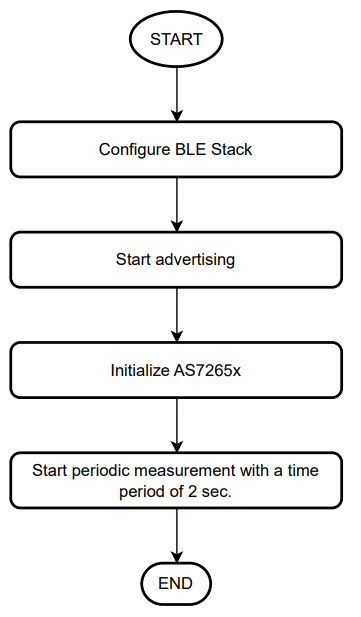 START
Configure BLE Stack
Start advertising
Initialize AS7265x
Start periodic measurement with a time
period of 2 sec.
END